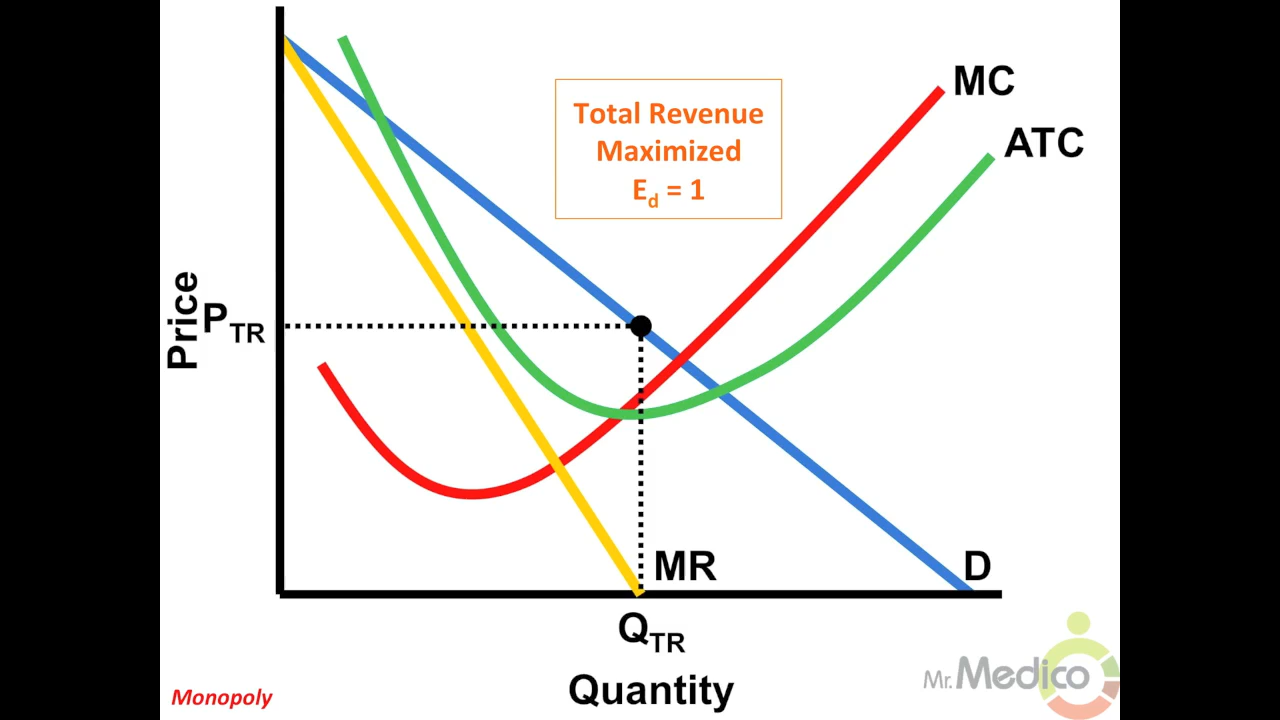 Total Revenue
Maximized
Ed = 1
MC
ATC
Price
PTR
MR
D
QTR
Quantity
Monopoly
Mr.Medico